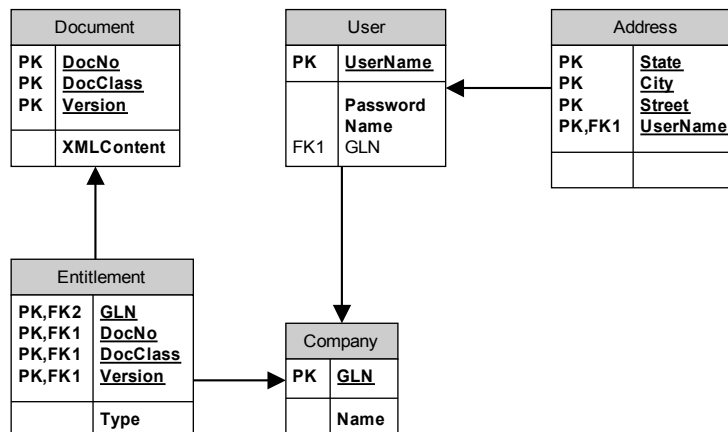 Document
PK DocNo
PK DocClass
PK Version
XMLContent
User
PK UserName
Password
Name
FK1 GLN
Address
PK State
PK City
PK Street
PK,FK1 UserName
Entitlement
PK,FK2 GLN
PK,FK1 DocNo
PK,FK1 DocClass
PK,FK1 Version
Type
Company
PK GLN
Name